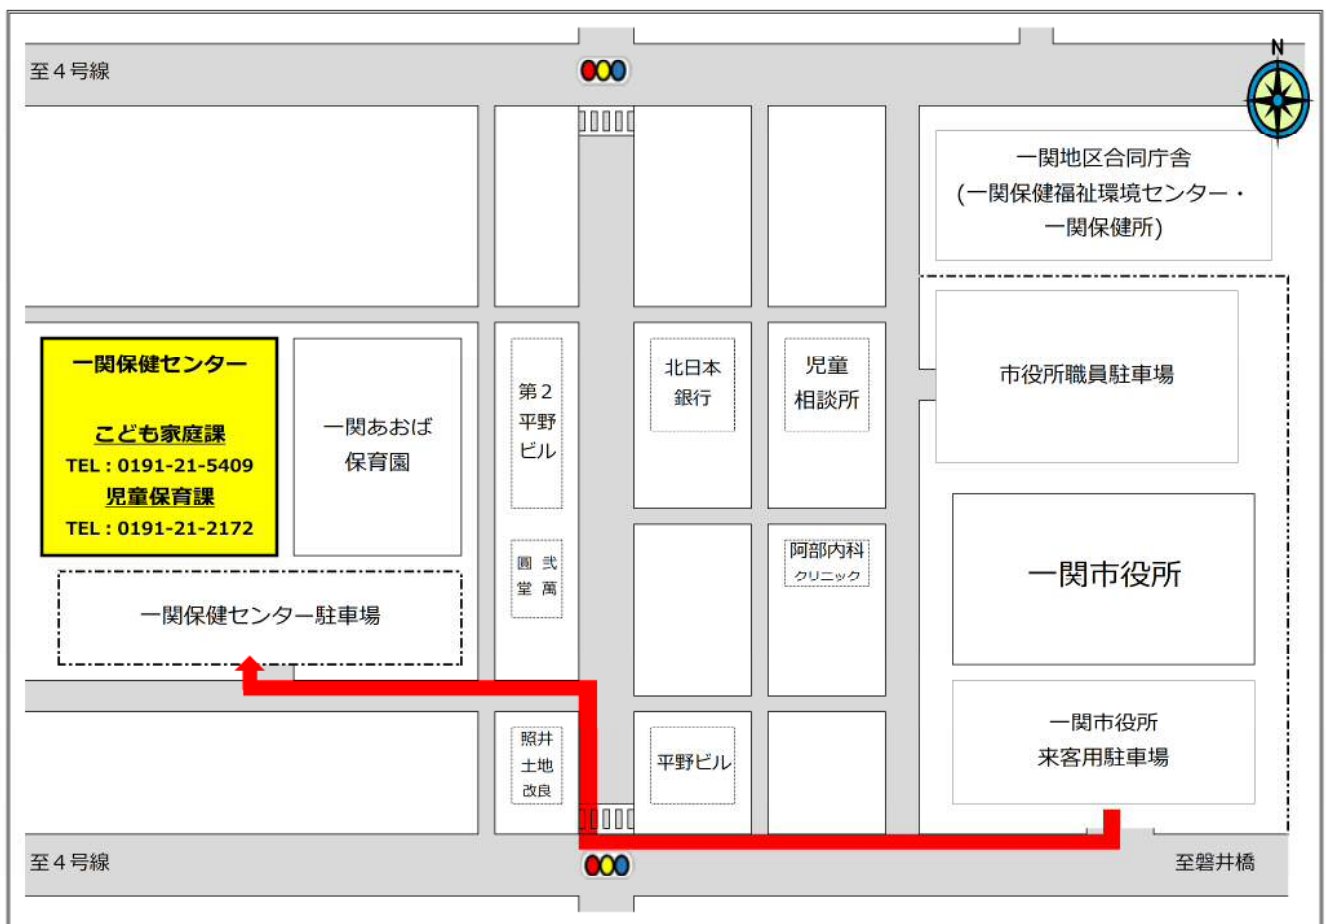 至４号線
N
一関地区合同庁舎
(一関保健福祉環境センター・
一関保健所)
市役所職員駐車場
一関保健センター
こども家庭課
TEL：0191-21-5409
児童保育課
TEL：0191-21-2172
一関あおば
保育園
第２
平野
ビル
北日本
銀行
児童
相談所
圓 弐
堂 萬
阿部内科
クリニック
一関市役所
一関保健センター駐車場
一関市役所
来客用駐車場
照井
土地
改良
平野ビル
至４号線
至磐井橋